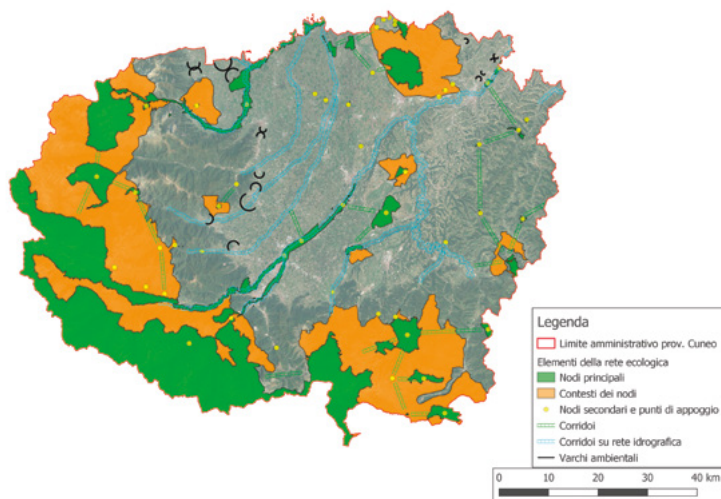 Legenda
Limite amministrativo prov. Cuneo
Elementi della rete ecologica
Nodi principali
Contesti dei nodi
Nodi secondari e punti di appoggio
Corridoi
Corridoi su rete idrografica
Varchi ambientali
0 10 20 30 40 km